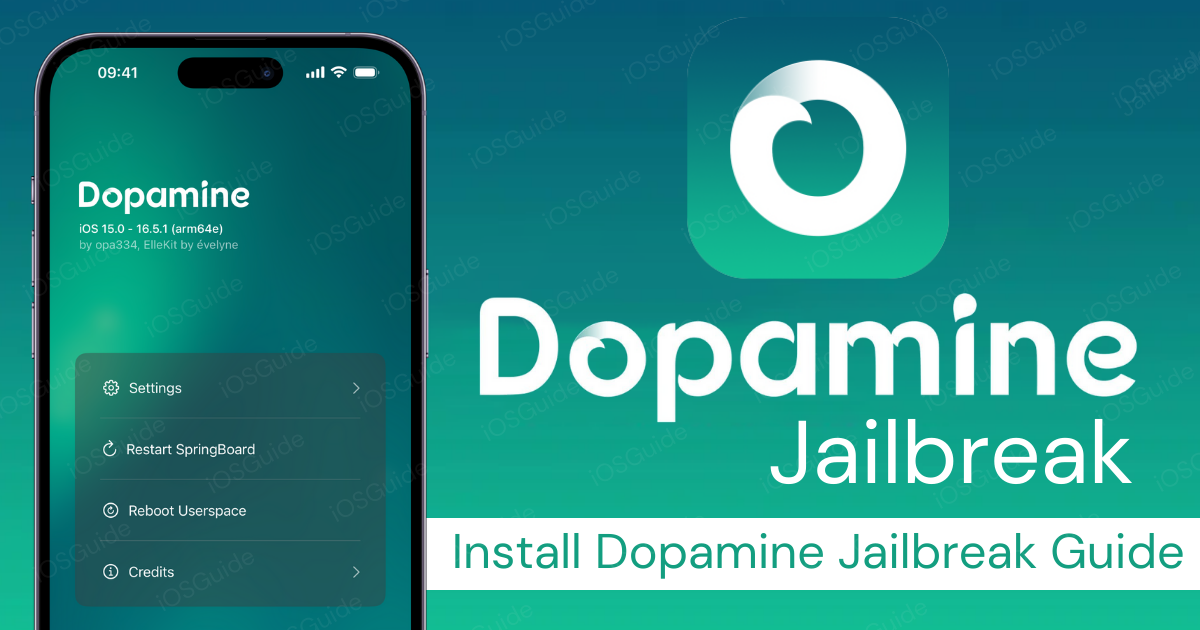 09:41
Dopamine
iOS 15.0 - 16.5.1 (arm64e)
by opa334, ElleKit by évelyne
Settings
Restart SpringBoard
Reboot Userspace
Credits
Dopamine
Jailbreak
Install Dopamine Jailbreak Guide
iOSGuide